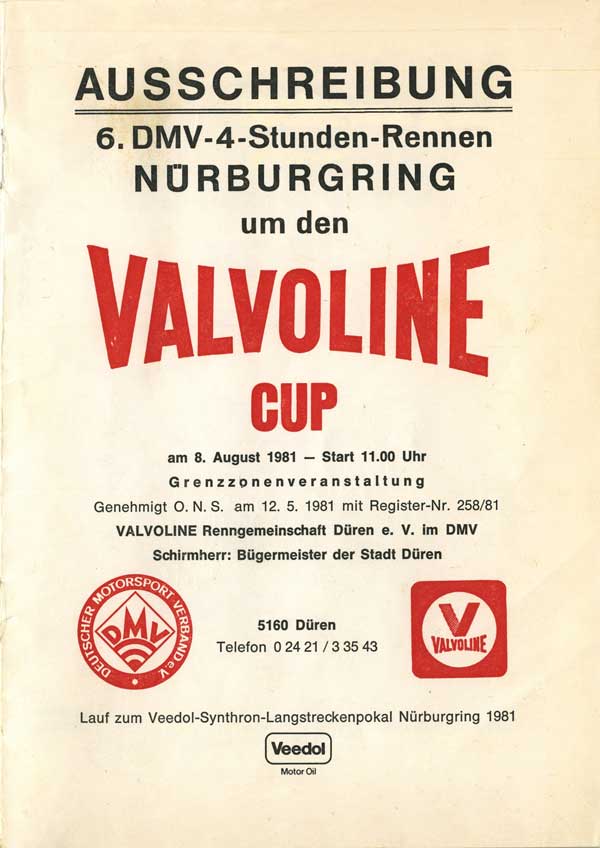 AUSSCHREIBUNG
6. DMV-4-Stunden-Rennen
NÜRBURGRING
um den
VALVOLINE
CUP
am 8. August 1981 — Start 11.00 Uhr
Grenzzonenveranstaltung
Genehmigt O. N. S. am 12. 5. 1981 mit Register-Nr. 258/81
VALVOLINE Renngemeinschaft Düren e. V. im DMV
Schirmherr: Bügermeister der Stadt Düren
DEUTSCHER MOTORSPORT VERBAND e.V.
DMV
5160 Düren
Telefon 0 24 21 / 3 35 43
V
VALVOLINE
Lauf zum Veedol-Synthron-Langstreckenpokal Nürburgring 1981
Veedol
Motor Oil